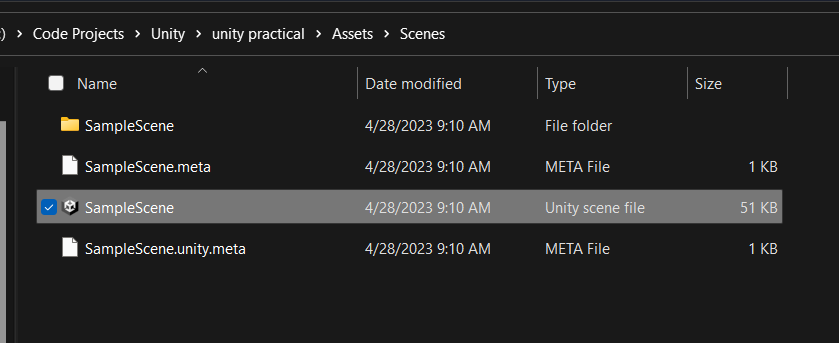 :) > Code Projects > Unity > unity practical > Assets > Scenes
Name Date modified Type Size
SampleScene 4/28/2023 9:10 AM File folder
SampleScene.meta 4/28/2023 9:10 AM META File 1 KB
SampleScene 4/28/2023 9:10 AM Unity scene file 51 KB
SampleScene.unity.meta 4/28/2023 9:10 AM META File 1 KB